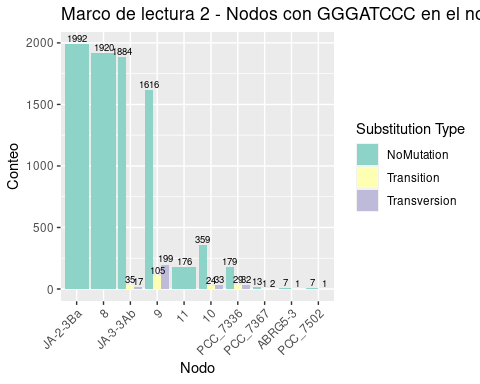 Marco de lectura 2 - Nodos con GGGATCCC en el no
Conteo
2000
1500
1000
500
0
1992
1920
1884
35
17
1616
105
199
176
359
24
33
179
29
32
13
1
2
7
1
7
1
JA-2-3Ba
8
JA-3-3Ab
9
11
10
PCC_7336
PCC_7367
ABRG5-3
PCC_7502
Nodo
Substitution Type
NoMutation
Transition
Transversion